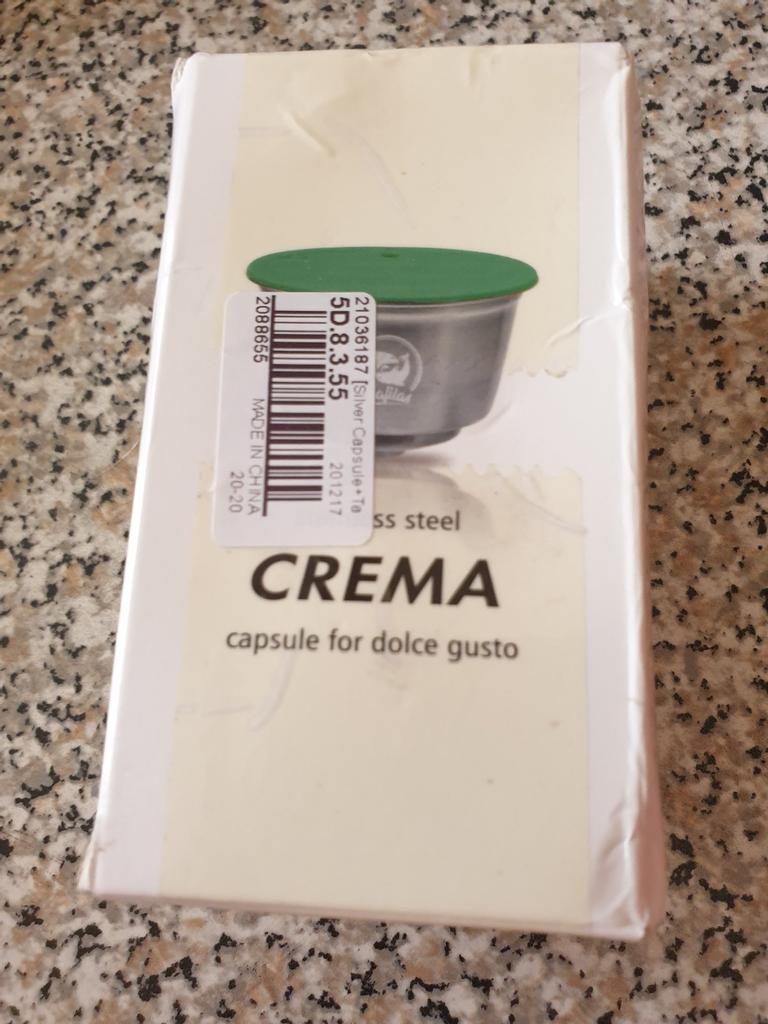 21036187 [Silver Capsule+Ta
5D.8.3.55
201217
2088655
MADE IN CHINA
20-20
ss steel
CREMA
capsule for dolce gusto